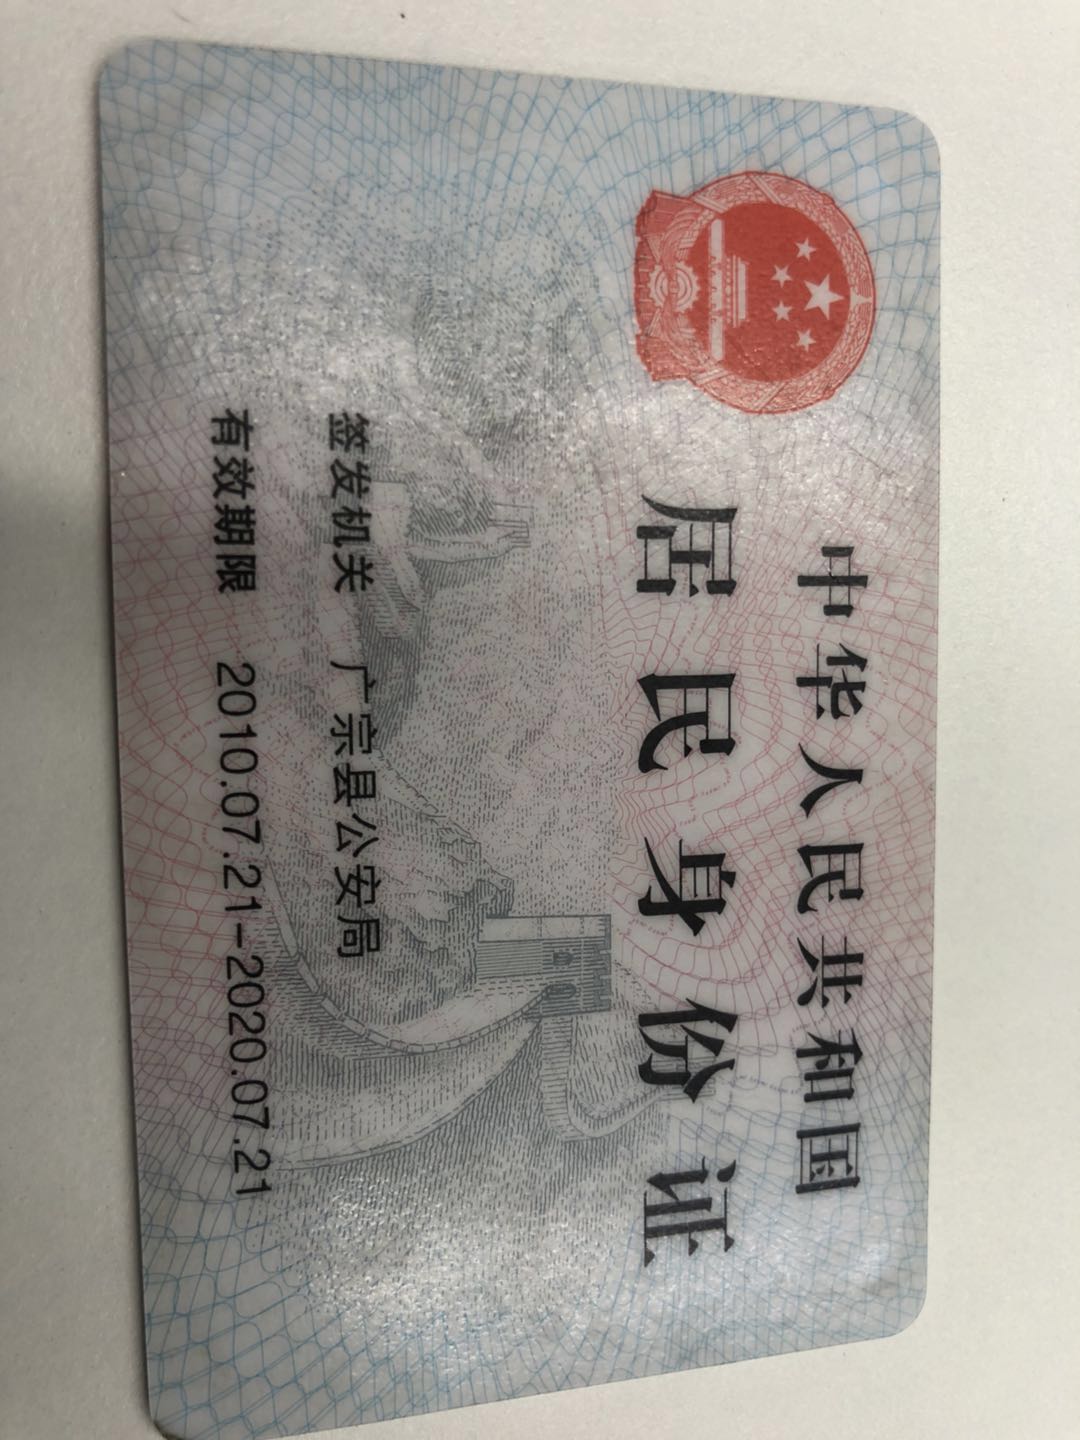 中华人民共和国
居民身份证
签发机关 广宗县公安局
有效期限 2010.07.21-2020.07.21